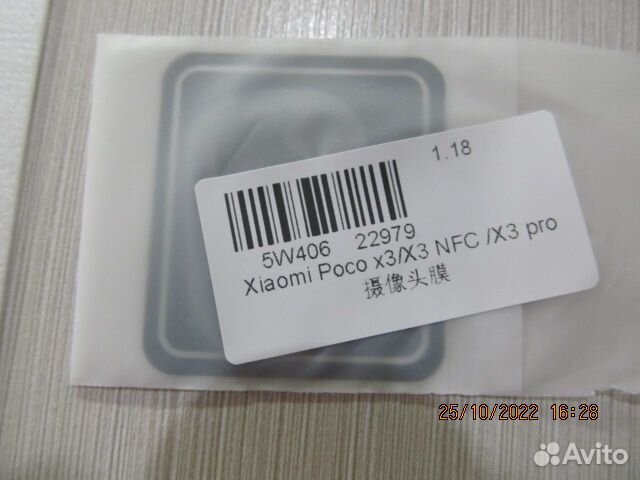 1.18
5W406 22979
Xiaomi Poco x3/X3 NFC /X3 pro
摄像头膜
25/10/2022 16:28
Avito